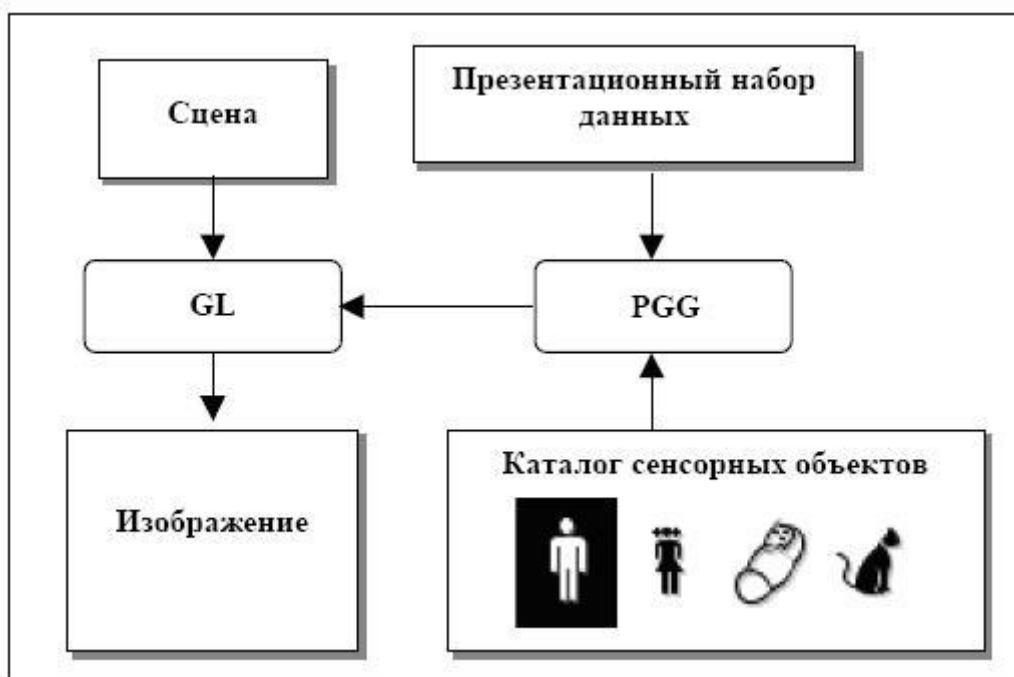 Сцена
Презентационный набор
данных
GL
PGG
Изображение
Каталог сенсорных объектов